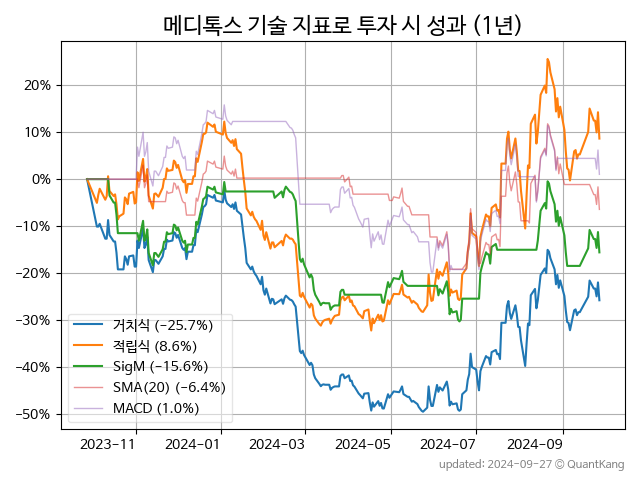 메디톡스 기술 지표로 투자 시 성과 (1년)
20%
10%
0%
−10%
−20%
−30%
−40%
−50%
거치식 (−25.7%)
적립식 (8.6%)
SigM (−15.6%)
SMA(20) (−6.4%)
MACD (1.0%)
2023-11
2024-01
2024-03
2024-05
2024-07
2024-09
updated: 2024-09-27 © QuantKang